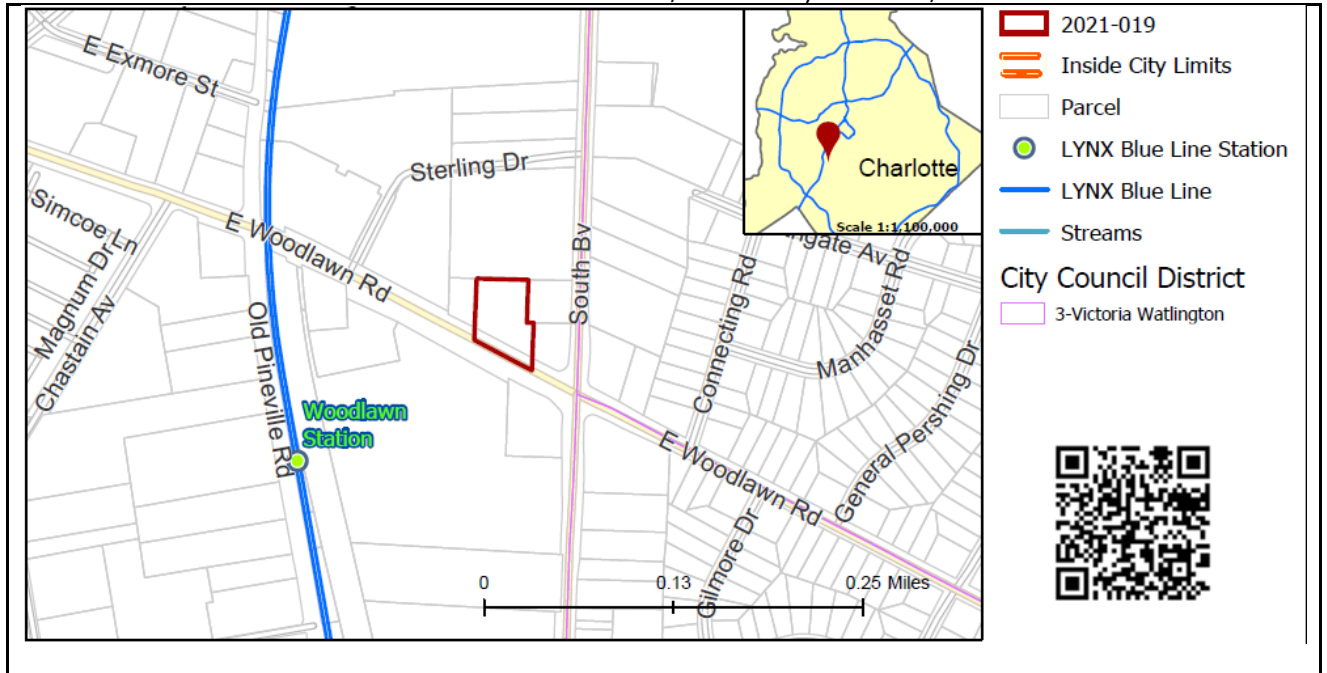 E Exmore St
Sterling Dr
Simcoe Ln
Magnum Dr
Chastain Av
E Woodlawn Rd
Old Pineville Rd
Woodlawn
Station
South Bv
Connecting Rd
Manhasset Rd
General Pershing Dr
E Woodlawn Rd
Gilmore Dr
0
0.13
0.25 Miles
Charlotte
Scale 1:1,100,000
2021-019
Inside City Limits
Parcel
LYNX Blue Line Station
LYNX Blue Line
Streams
City Council District
3-Victoria Watlington